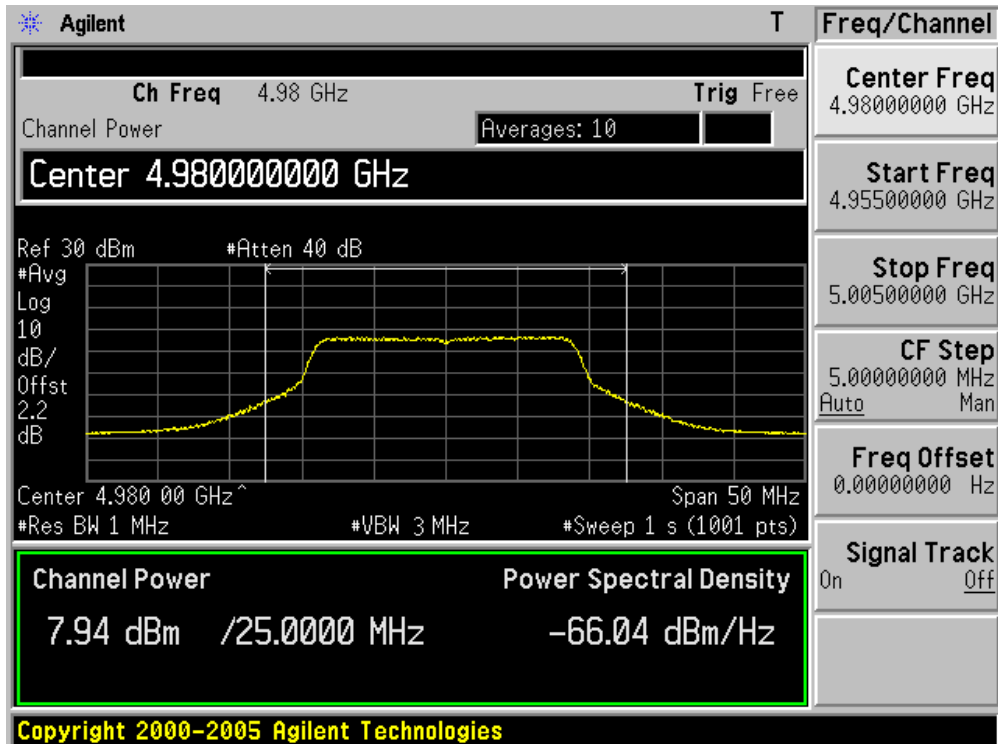 Agilent T
Ch Freq 4.98 GHz Trig Free
Channel Power Averages: 10
Center 4.980000000 GHz
Ref 30 dBm #Atten 40 dB
#Avg
Log
10
dB/
Offst
2.2
dB
Center 4.980 00 GHz^ Span 50 MHz
#Res BW 1 MHz #VBW 3 MHz #Sweep 1 s (1001 pts)
Channel Power Power Spectral Density
7.94 dBm /25.0000 MHz -66.04 dBm/Hz
Copyright 2000-2005 Agilent Technologies
Freq/Channel
Center Freq
4.98000000 GHz
Start Freq
4.95500000 GHz
Stop Freq
5.00500000 GHz
CF Step
5.00000000 MHz
Auto Man
Freq Offset
0.00000000 Hz
Signal Track
On Off